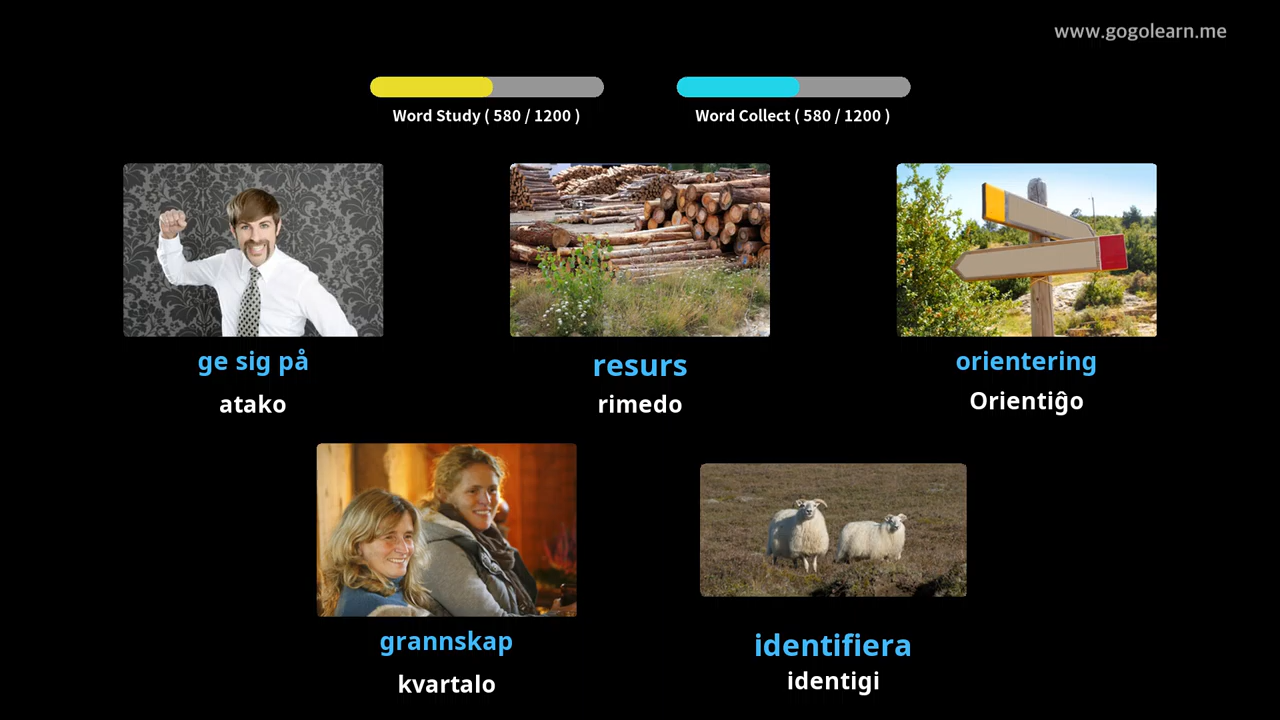 www.gogolearn.me
Word Study ( 580 / 1200 )
Word Collect ( 580 / 1200 )
ge sig på
atako
resurs
rimedo
orientering
Orientiĝo
grannskap
kvartalo
identifiera
identigi